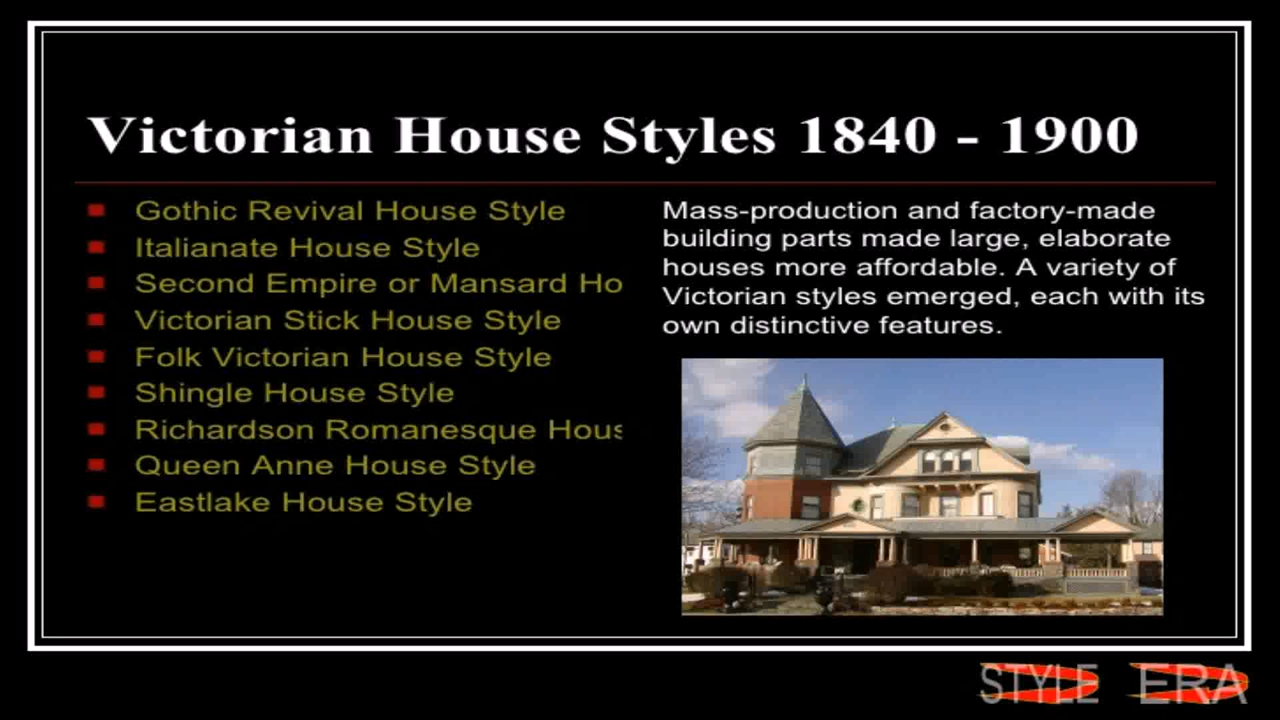 Victorian House Styles 1840 - 1900
Gothic Revival House Style
Italianate House Style
Second Empire or Mansard Ho
Victorian Stick House Style
Folk Victorian House Style
Shingle House Style
Richardson Romanesque Hous
Queen Anne House Style
Eastlake House Style
Mass-production and factory-made
building parts made large, elaborate
houses more affordable. A variety of
Victorian styles emerged, each with its
own distinctive features.
STYLE ERA